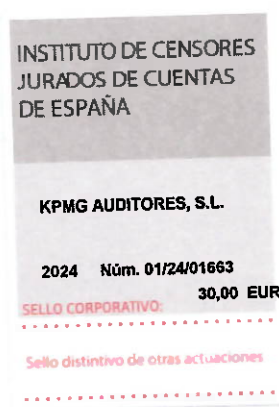 INSTITUTO DE CENSORES
JURADOS DE CUENTAS
DE ESPAÑA
KPMG AUDITORES, S.L.
2024 Núm. 01/24/01663
30,00 EUR
SELLO CORPORATIVO:
Sello distintivo de otras actuaciones